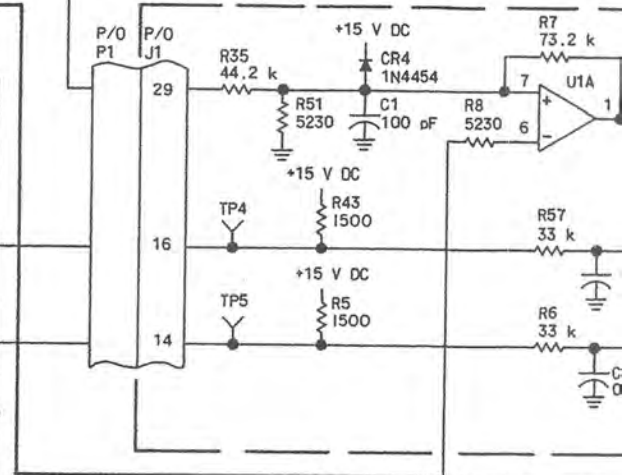 P/O P/O
P1 J1
29
16
14
R35
44.2 k
R51
5230
+15 V DC
CR4
1N4454
C1
100 pF
R7
73.2 k
U1A
7
+
6
−
1
R8
5230
+15 V DC
R43
1500
TP4
R57
33 k
+15 V DC
R5
1500
TP5
R6
33 k